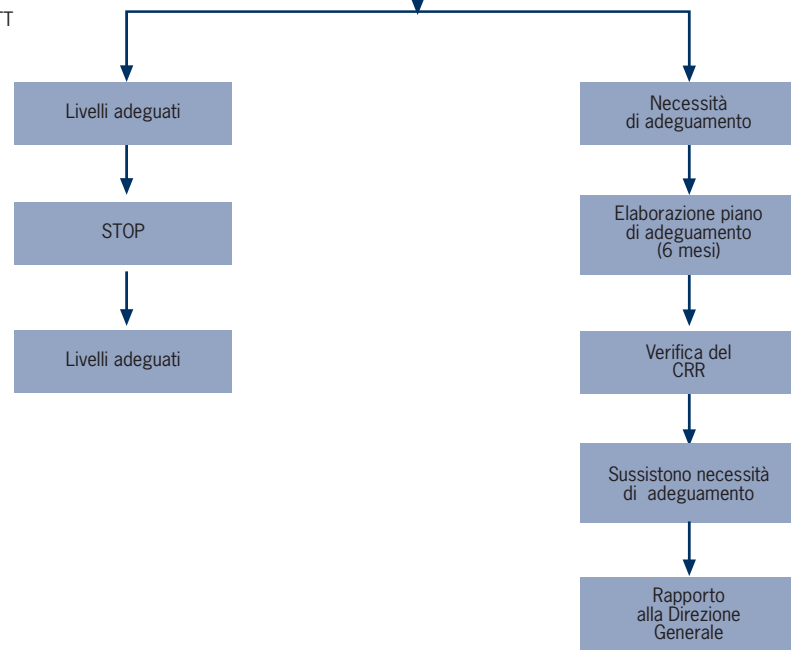 Livelli adeguati
STOP
Livelli adeguati
Necessità
di adeguamento
Elaborazione piano
di adeguamento
(6 mesi)
Verifica del
CRR
Sussistono necessità
di adeguamento
Rapporto
alla Direzione
Generale